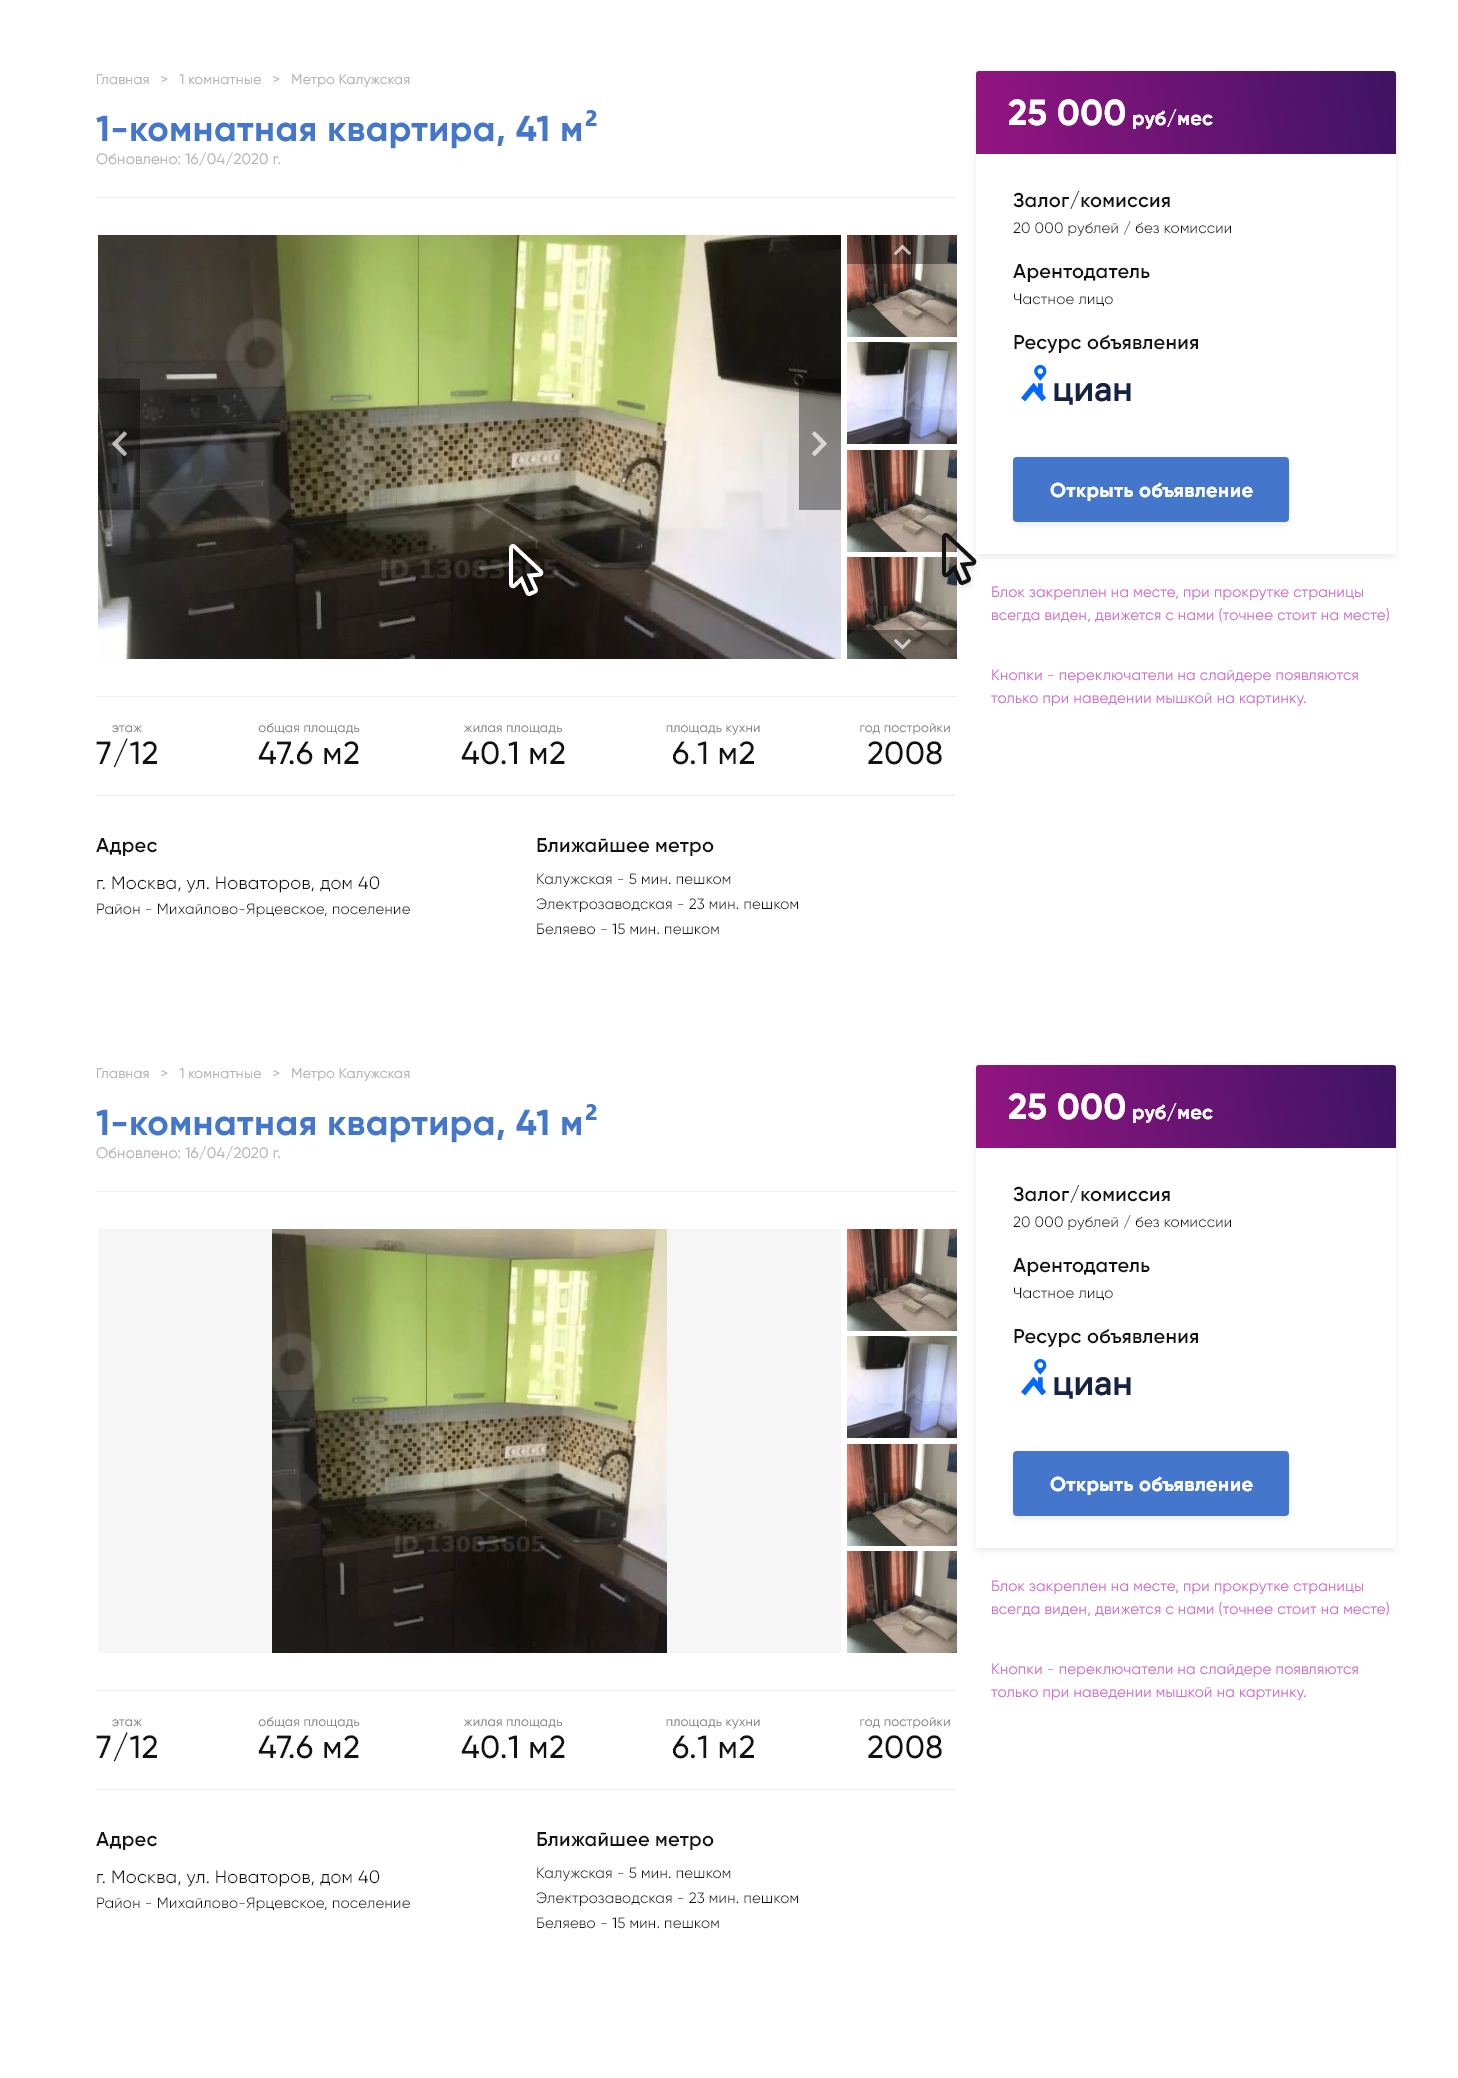 Главная > 1 комнатные > Метро Калужская
1-комнатная квартира, 41 м²
Обновлено: 16/04/2020 г.
25 000 руб/мес
Залог/комиссия
20 000 рублей / без комиссии
Арентодатель
Частное лицо
Ресурс объявления
циан
Открыть объявление
ID 13083605
Блок закреплен на месте, при прокрутке страницы
всегда виден, движется с нами (точнее стоит на месте)
Кнопки - переключатели на слайдере появляются
только при наведении мышкой на картинку.
этаж
7/12
общая площадь
47.6 м2
жилая площадь
40.1 м2
площадь кухни
6.1 м2
год постройки
2008
Адрес
г. Москва, ул. Новаторов, дом 40
Район - Михайлово-Ярцевское, поселение
Ближайшее метро
Калужская - 5 мин. пешком
Электрозаводская - 23 мин. пешком
Беляево - 15 мин. пешком
Главная > 1 комнатные > Метро Калужская
1-комнатная квартира, 41 м²
Обновлено: 16/04/2020 г.
25 000 руб/мес
Залог/комиссия
20 000 рублей / без комиссии
Арентодатель
Частное лицо
Ресурс объявления
циан
Открыть объявление
ID 13083605
Блок закреплен на месте, при прокрутке страницы
всегда виден, движется с нами (точнее стоит на месте)
Кнопки - переключатели на слайдере появляются
только при наведении мышкой на картинку.
этаж
7/12
общая площадь
47.6 м2
жилая площадь
40.1 м2
площадь кухни
6.1 м2
год постройки
2008
Адрес
г. Москва, ул. Новаторов, дом 40
Район - Михайлово-Ярцевское, поселение
Ближайшее метро
Калужская - 5 мин. пешком
Электрозаводская - 23 мин. пешком
Беляево - 15 мин. пешком